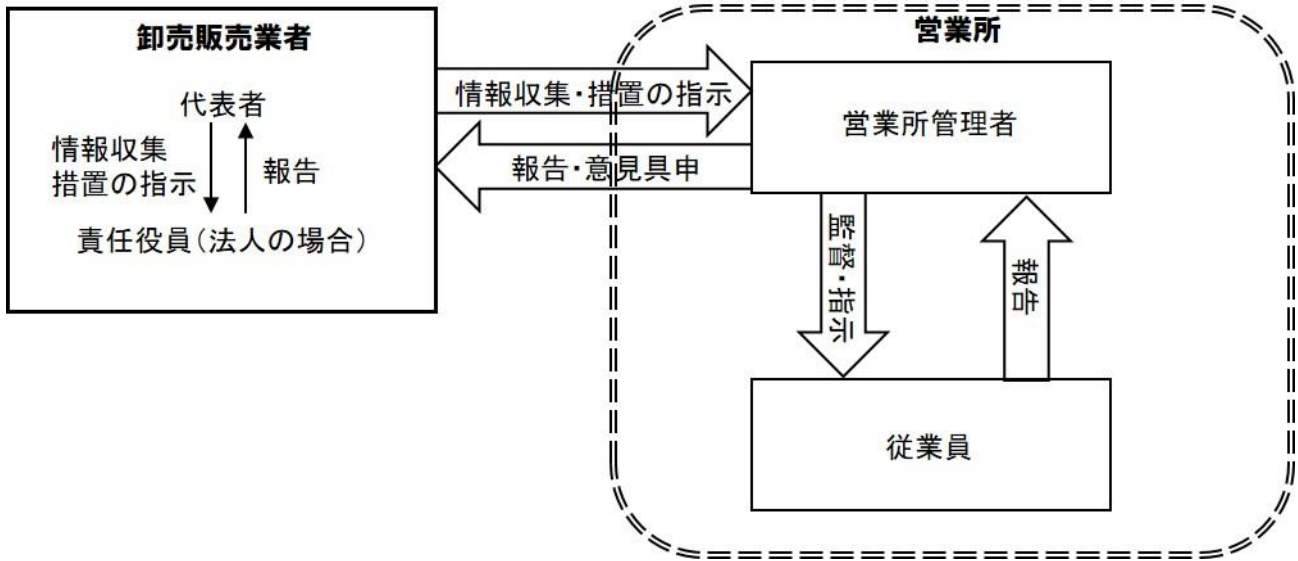 卸売販売業者
代表者
情報収集
措置の指示
報告
責任役員(法人の場合)
情報収集・措置の指示
報告・意見具申
営業所
営業所管理者
監督・指示
報告
従業員